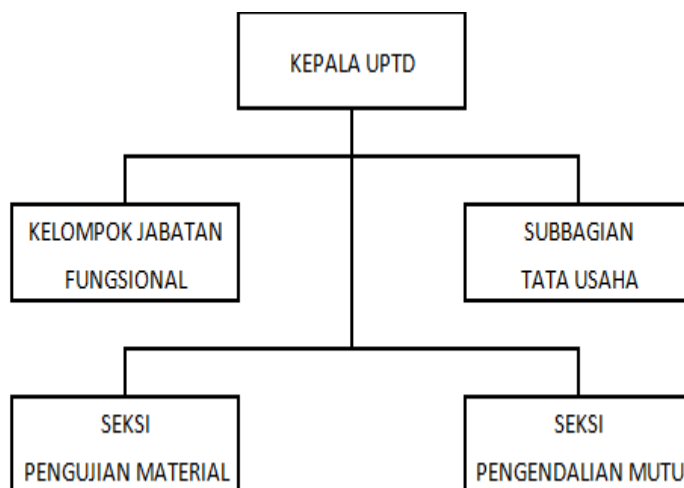 KEPALA UPTD
KELOMPOK JABATAN
FUNGSIONAL
SUBBAGIAN
TATA USAHA
SEKSI
PENGUJIAN MATERIAL
SEKSI
PENGENDALIAN MUTU